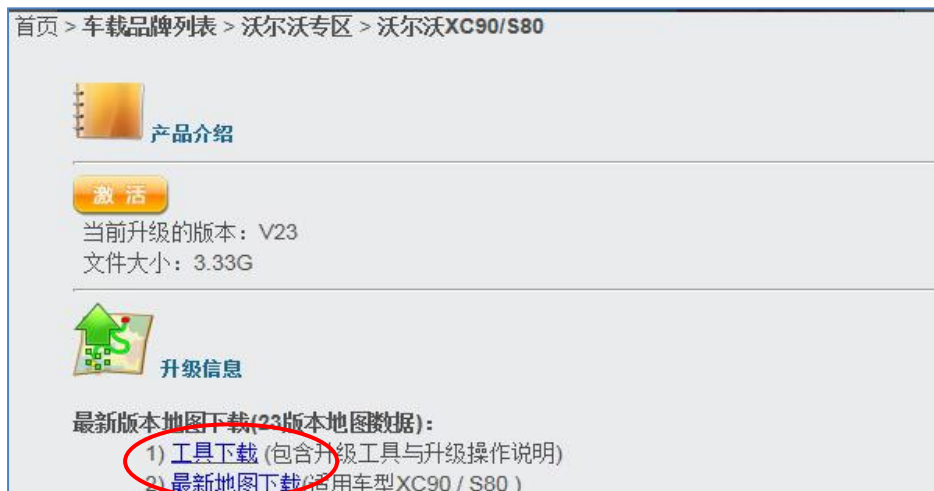 首页 > 车载品牌列表 > 沃尔沃专区 > 沃尔沃XC90/S80
产品介绍
激 活
当前升级的版本：V23
文件大小：3.33G
升级信息
最新版本地图下载(23版本地图数据)：
1) 工具下载 (包含升级工具与升级操作说明)
2) 最新地图下载(适用车型XC90 / S80 )